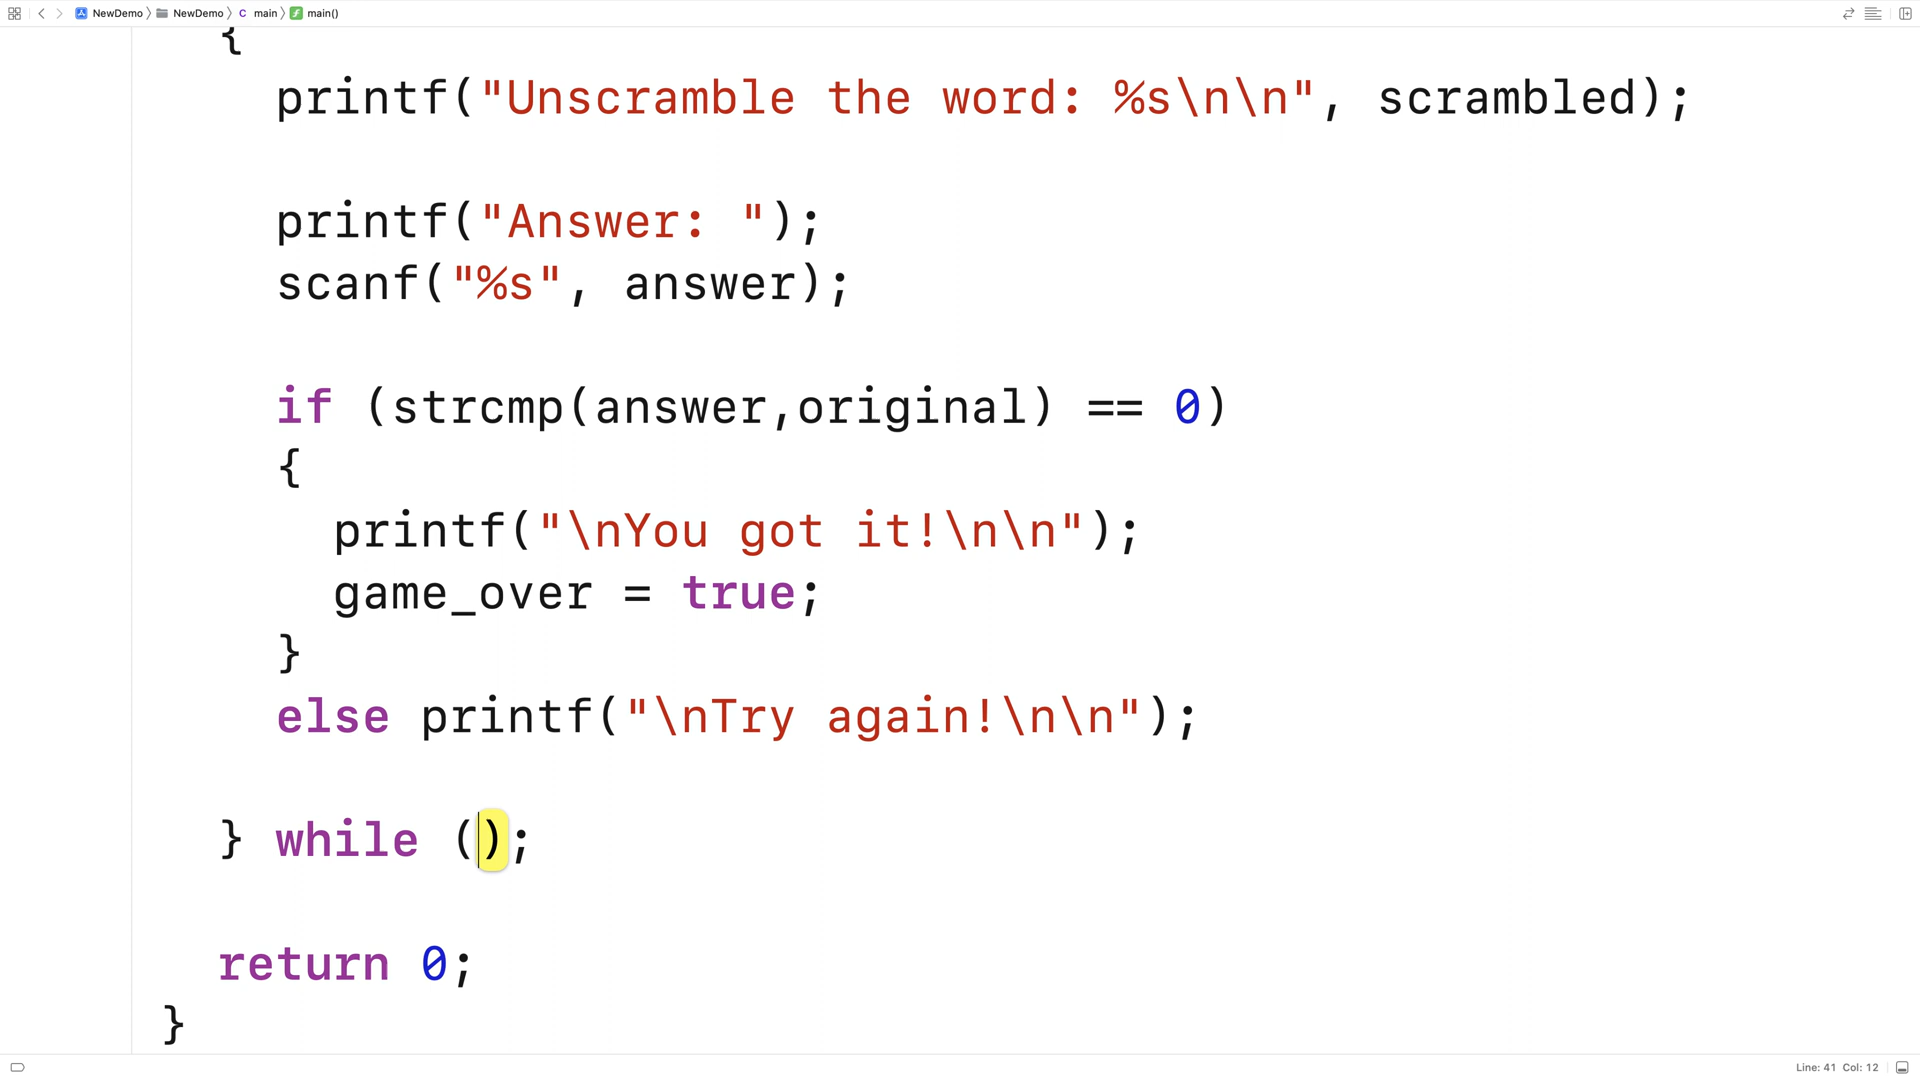 NewDemo NewDemo C main f main()
{
printf("Unscramble the word: %s\n\n", scrambled);
printf("Answer: ");
scanf("%s", answer);
if (strcmp(answer,original) == 0)
{
printf("\nYou got it!\n\n");
game_over = true;
}
else printf("\nTry again!\n\n");
} while ();
return 0;
}
Line: 41 Col: 12